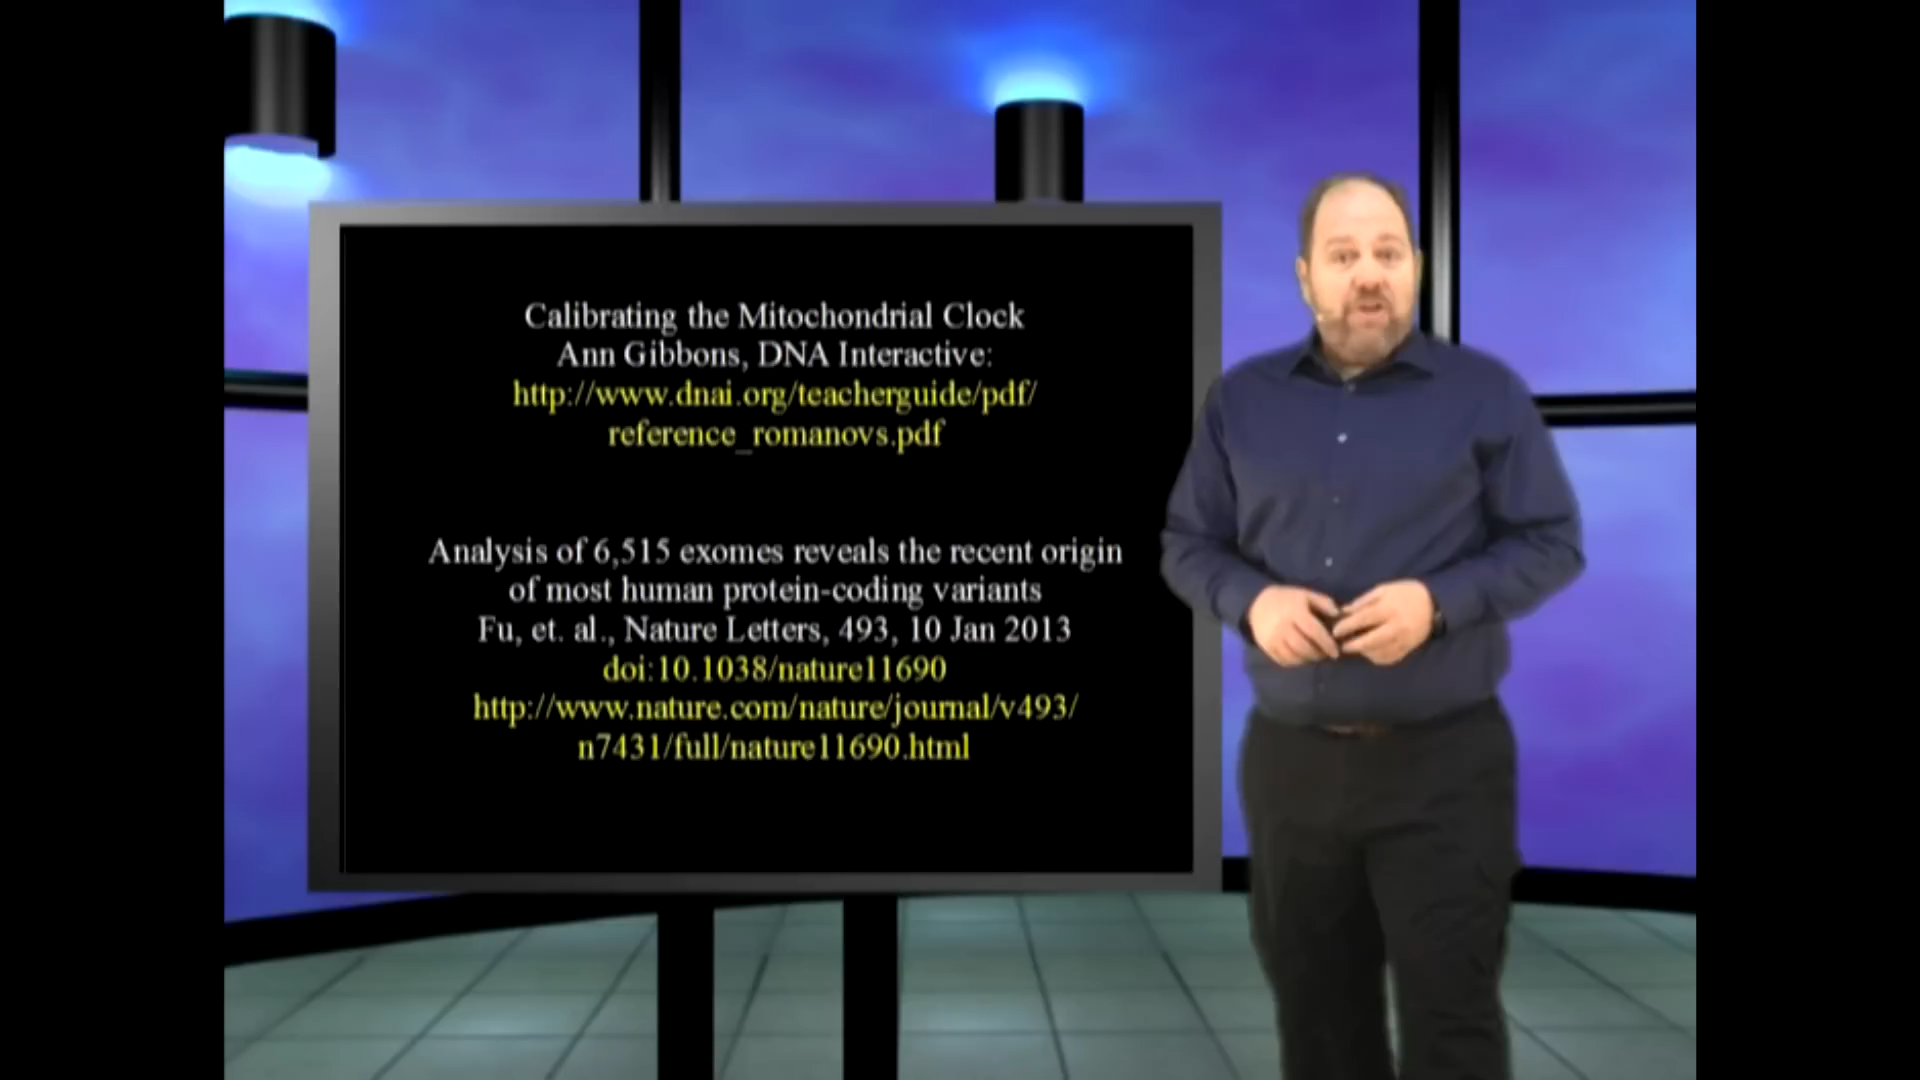 Calibrating the Mitochondrial Clock
Ann Gibbons, DNA Interactive:
http://www.dnai.org/teacherguide/pdf/
reference_romanovs.pdf
Analysis of 6,515 exomes reveals the recent origin
of most human protein-coding variants
Fu, et. al., Nature Letters, 493, 10 Jan 2013
doi:10.1038/nature11690
http://www.nature.com/nature/journal/v493/
n7431/full/nature11690.html